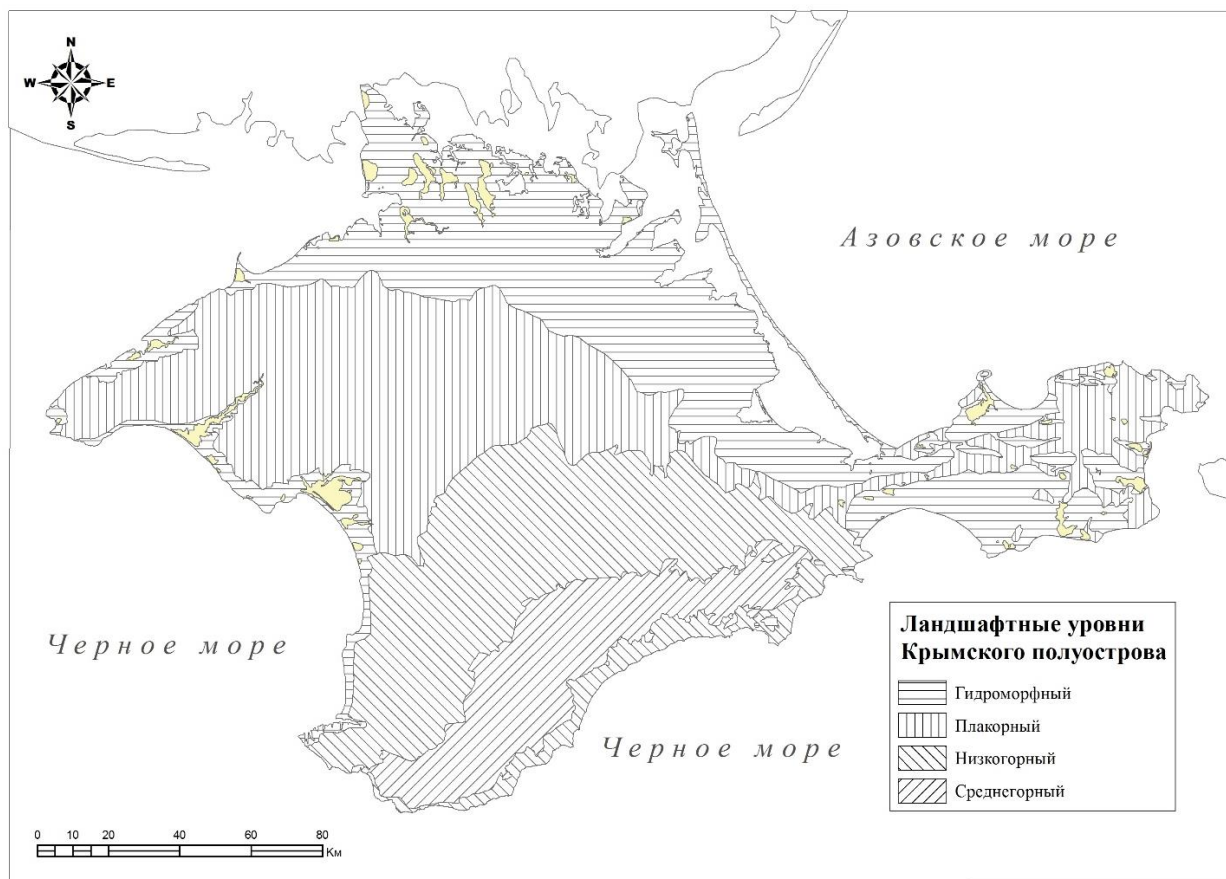 N
W E
S
Азовское море
Черное море
Черное море
Ландшафтные уровни
Крымского полуострова
Гидроморфный
Плакорный
Низкогорный
Среднегорный
0 10 20 40 60 80
Км